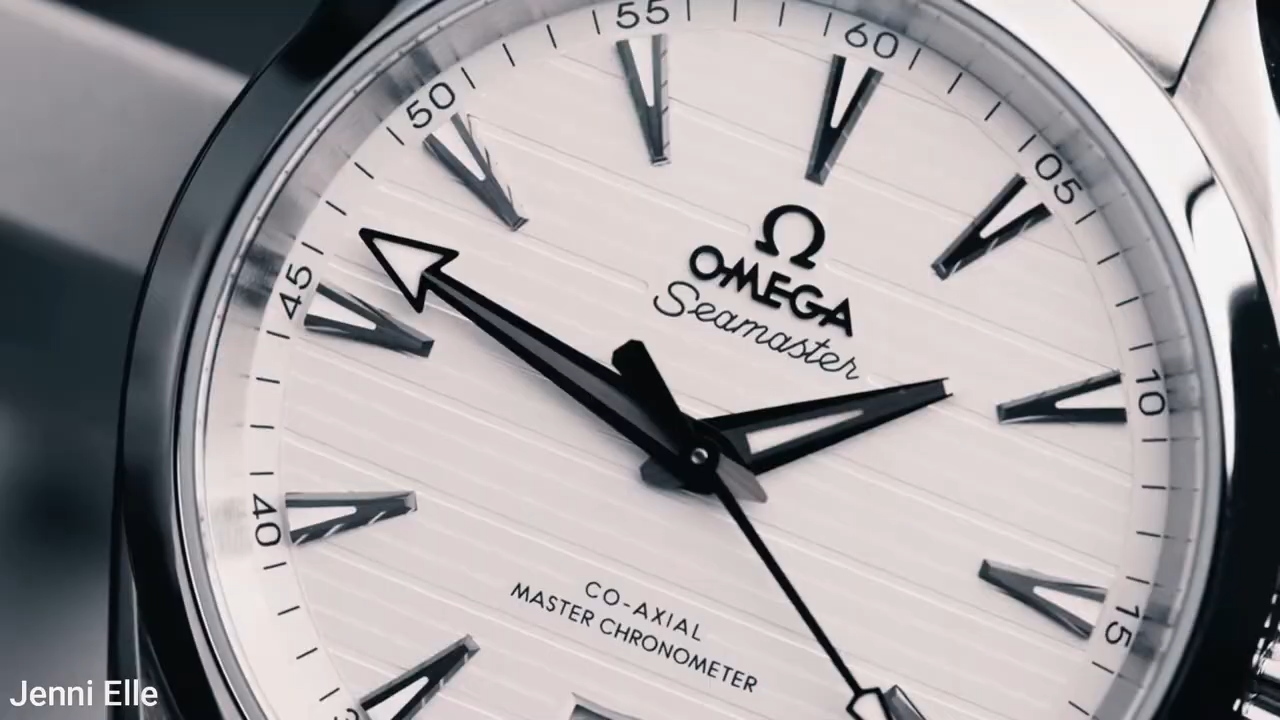 55
60
50
05
Ω
OMEGA
Seamaster
45
10
40
CO-AXIAL
MASTER CHRONOMETER
15
Jenni Elle